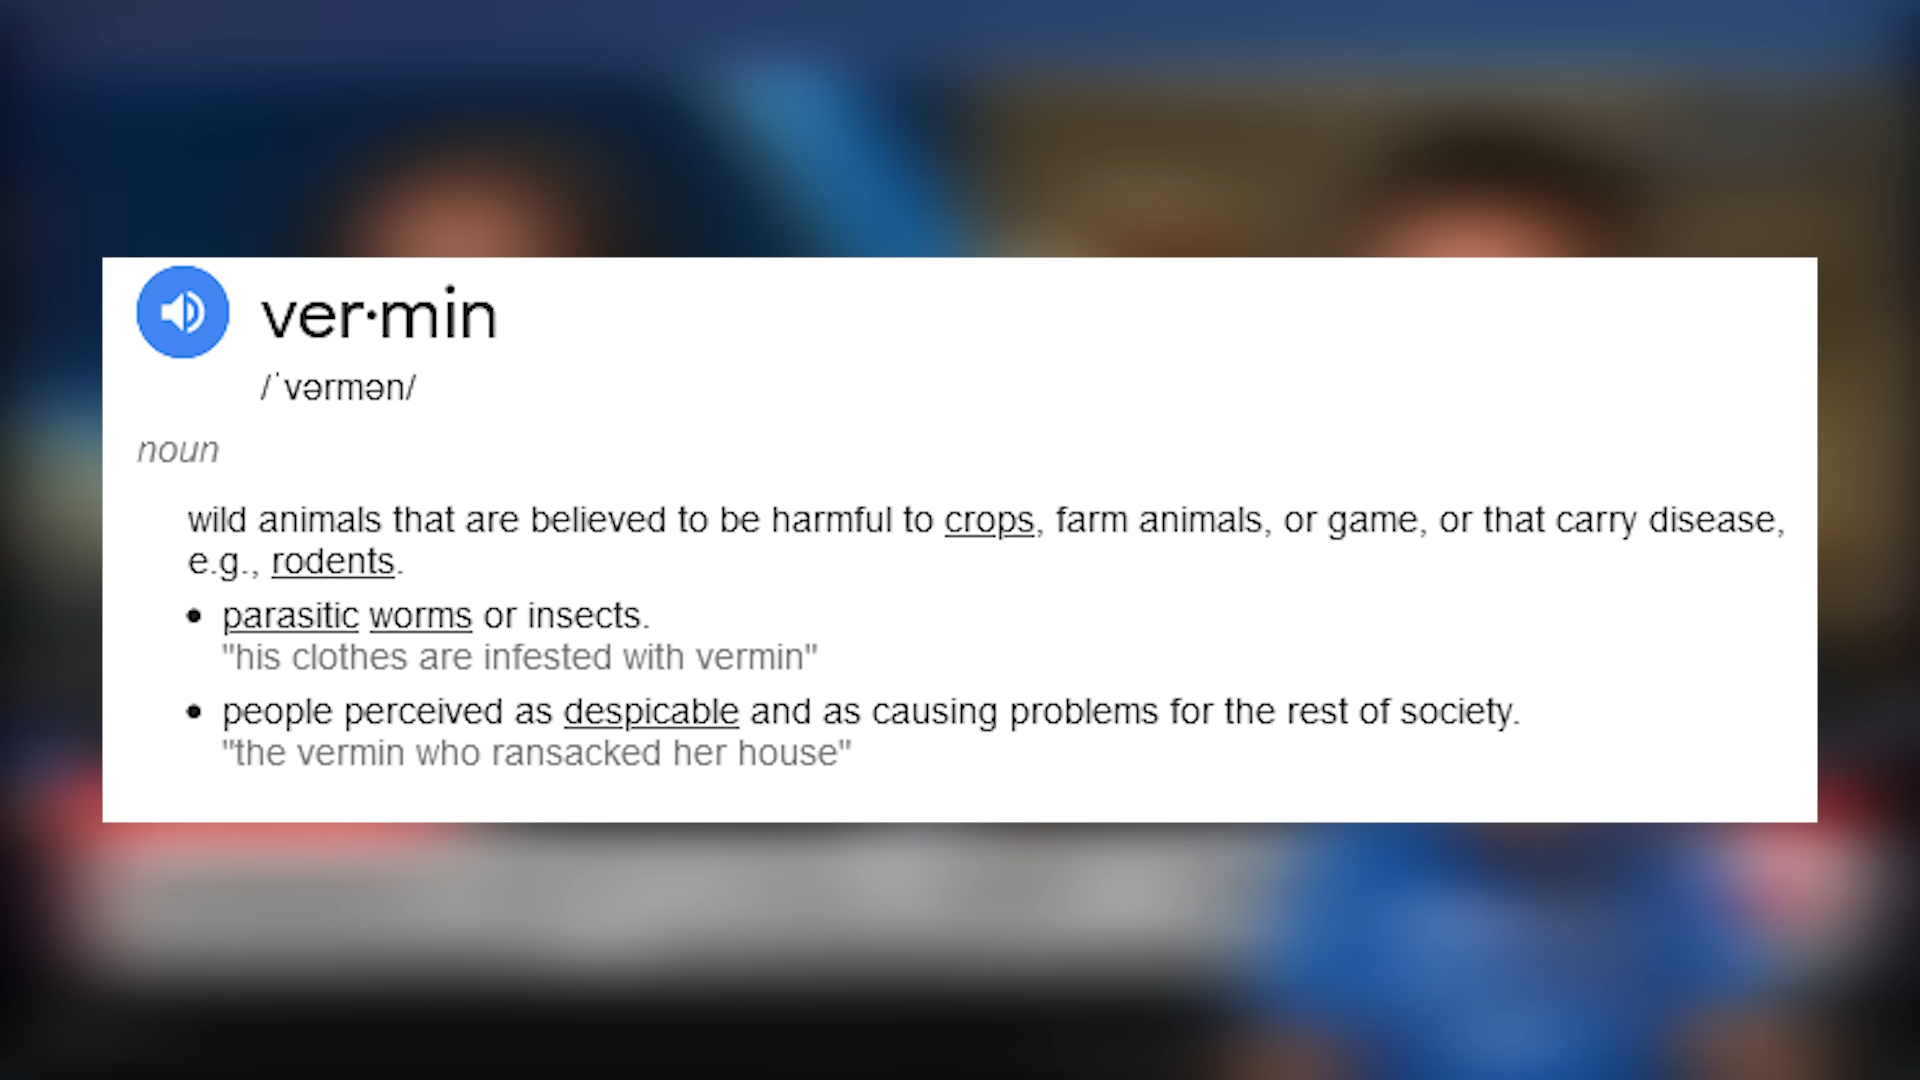 ver·min
/ˈvərmən/
noun
wild animals that are believed to be harmful to crops, farm animals, or game, or that carry disease,
e.g., rodents.
• parasitic worms or insects.
"his clothes are infested with vermin"
• people perceived as despicable and as causing problems for the rest of society.
"the vermin who ransacked her house"